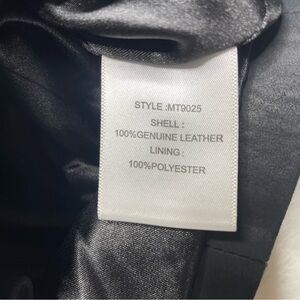 STYLE :MT9025
SHELL :
100%GENUINE LEATHER
LINING :
100%POLYESTER